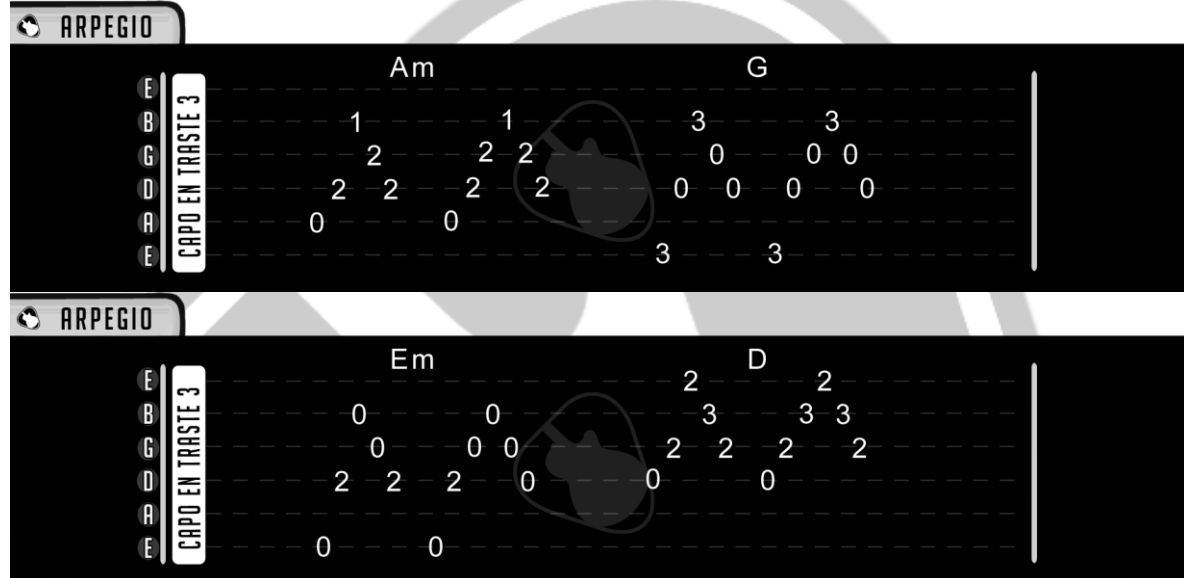 ARPEGIO
Am G
E
B 1 1 3 3
G 2 2 2 0 0 0
D 2 2 2 2 0 0 0 0
A 0 0
E 3 3
CAPO EN TRASTE 3
ARPEGIO
Em D
E 2 2
B 0 0 3 3 3
G 0 0 0 2 2 2 2
D 2 2 2 0 0 0
A
E 0 0
CAPO EN TRASTE 3